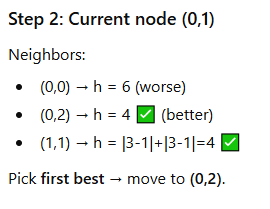 Step 2: Current node (0,1)
Neighbors:
• (0,0) → h = 6 (worse)
• (0,2) → h = 4 ✅ (better)
• (1,1) → h = |3-1|+|3-1|=4 ✅
Pick first best → move to (0,2).